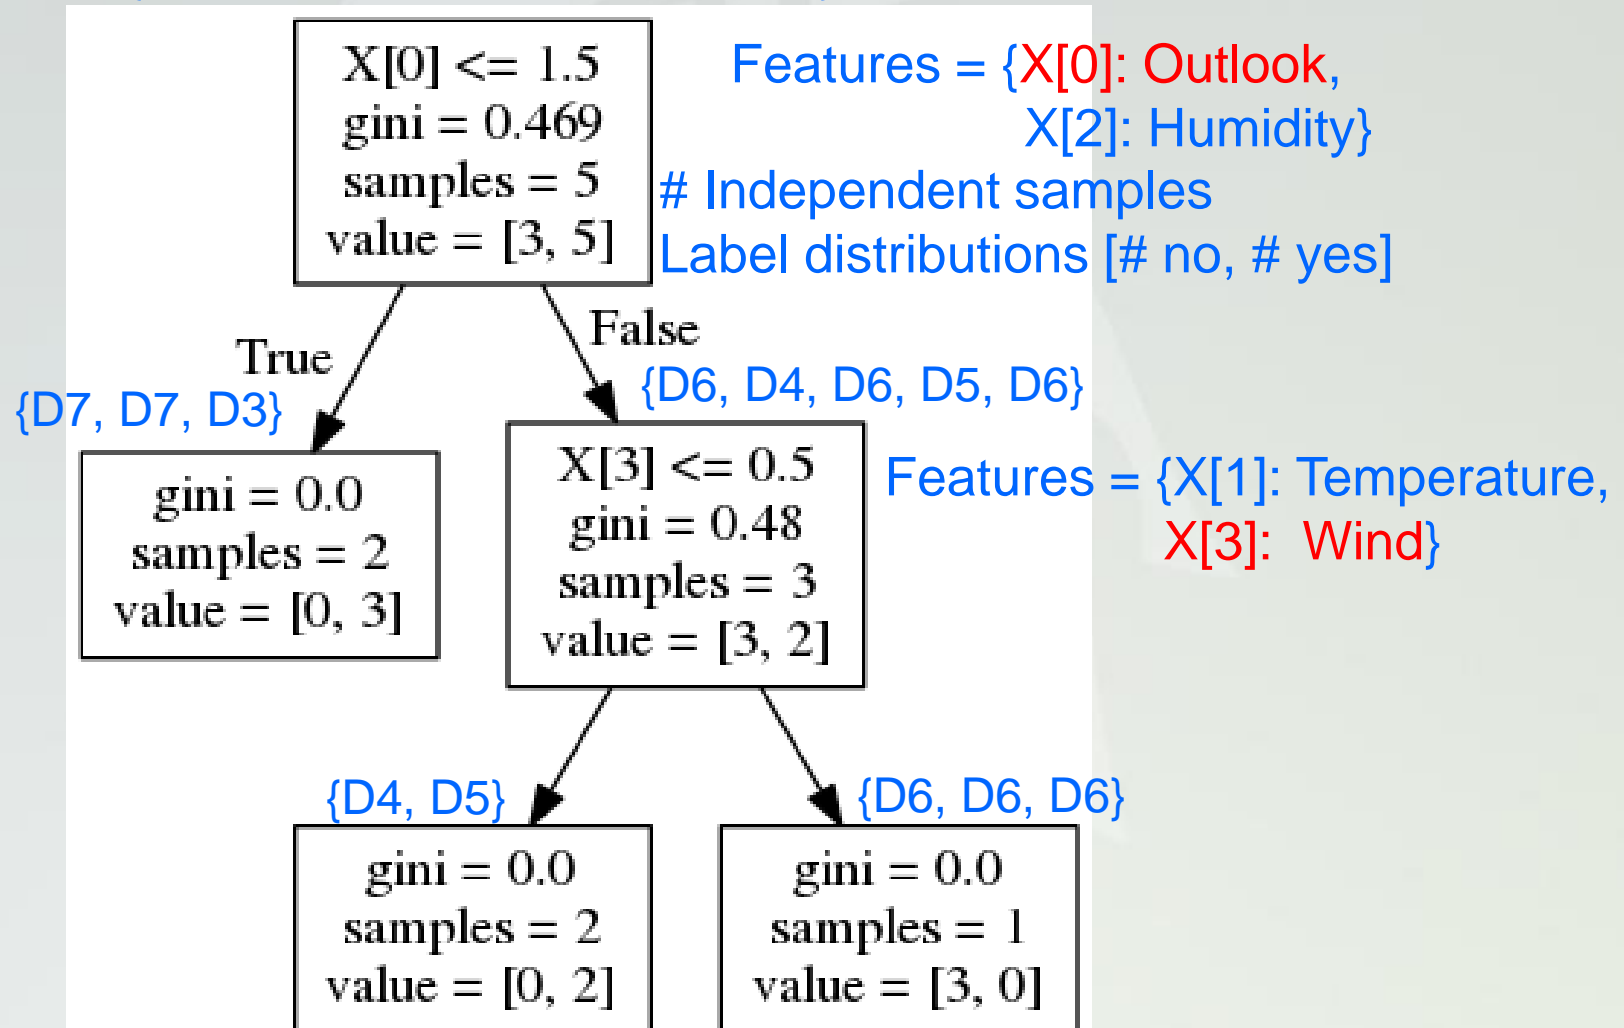 X[0] <= 1.5
gini = 0.469
samples = 5
value = [3, 5]
Features = {X[0]: Outlook,
X[2]: Humidity}
# Independent samples
Label distributions [# no, # yes]
True
False
{D7, D7, D3}
{D6, D4, D6, D5, D6}
gini = 0.0
samples = 2
value = [0, 3]
X[3] <= 0.5
gini = 0.48
samples = 3
value = [3, 2]
Features = {X[1]: Temperature,
X[3]: Wind}
{D4, D5}
{D6, D6, D6}
gini = 0.0
samples = 2
value = [0, 2]
gini = 0.0
samples = 1
value = [3, 0]